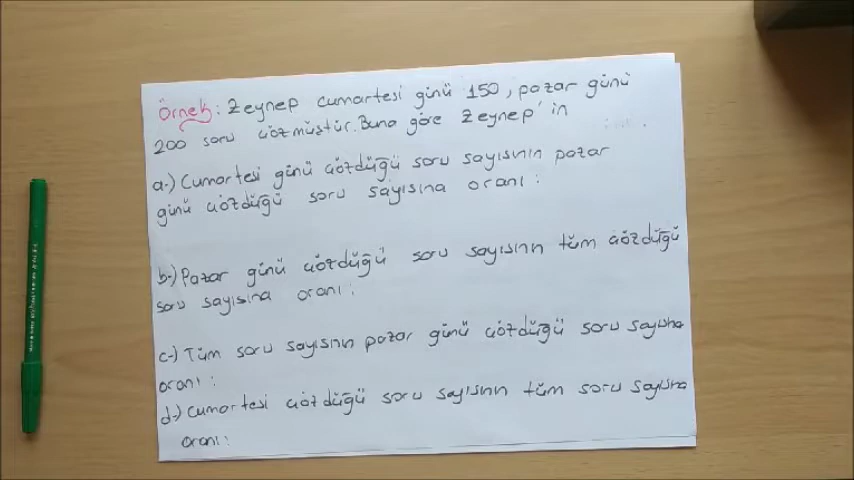 Örnek: Zeynep cumartesi günü 150, pazar günü
200 soru çözmüştür. Buna göre Zeynep'in
a-) Cumartesi günü çözdüğü soru sayısının pazar
günü çözdüğü soru sayısına oranı:
b-) Pazar günü çözdüğü soru sayısının tüm çözdüğü
soru sayısına oranı:
c-) Tüm soru sayısının pazar günü çözdüğü soru sayısına
oranı:
d-) Cumartesi çözdüğü soru sayısının tüm soru sayısına
oranı: